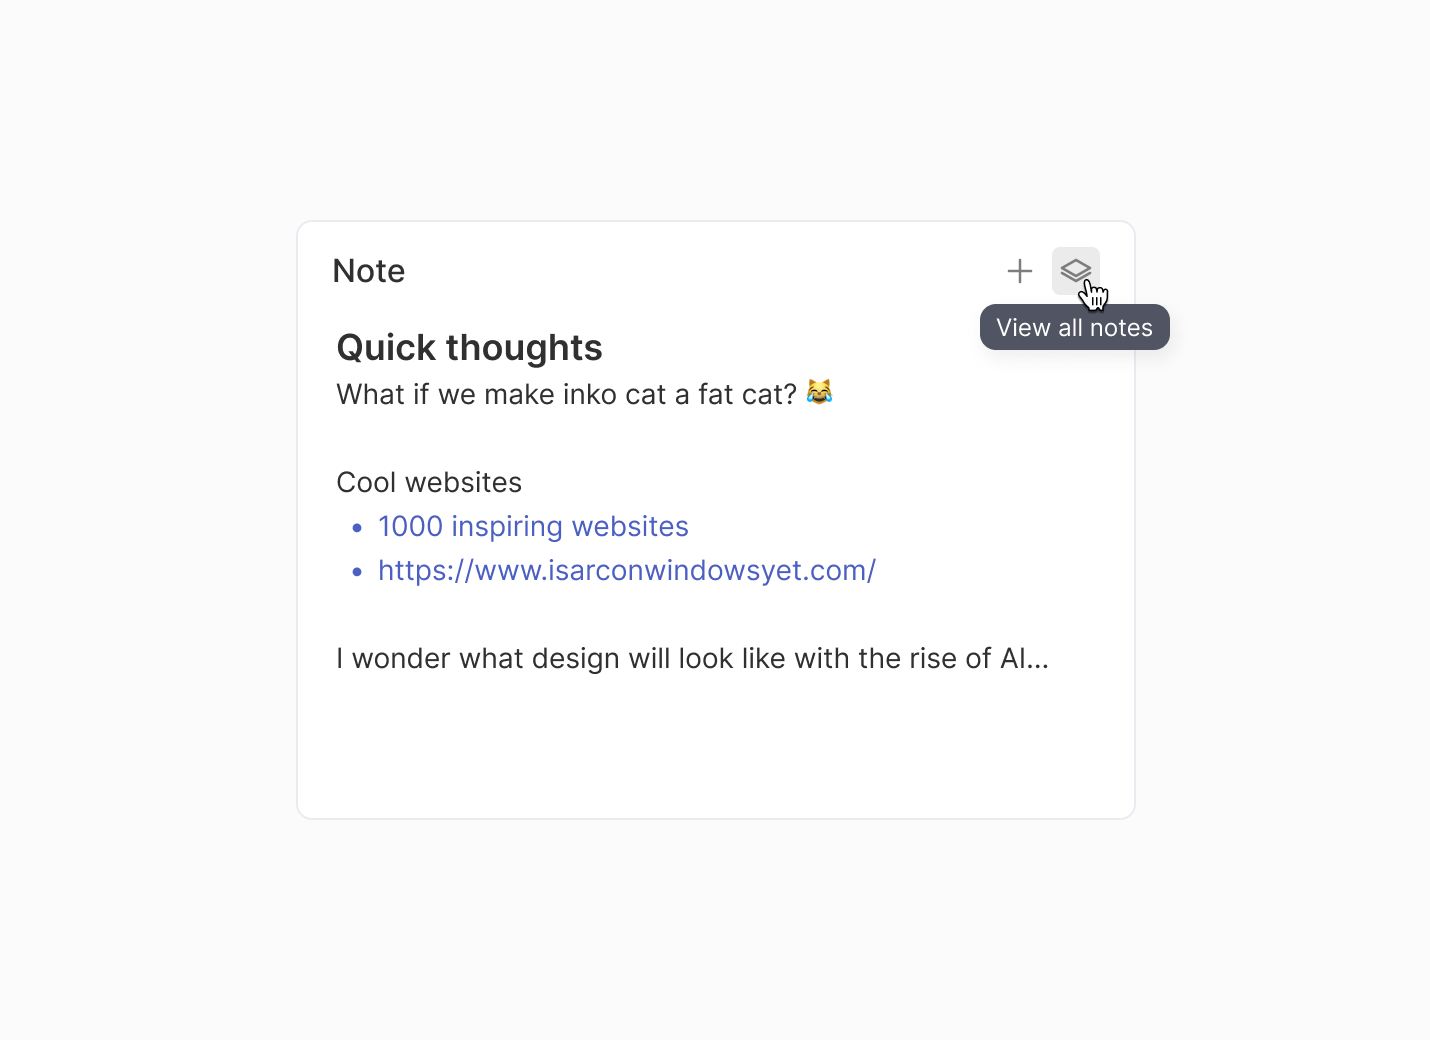 Note
View all notes
Quick thoughts
What if we make inko cat a fat cat? 😹
Cool websites
• 1000 inspiring websites
• https://www.isarconwindowsyet.com/
I wonder what design will look like with the rise of AI...